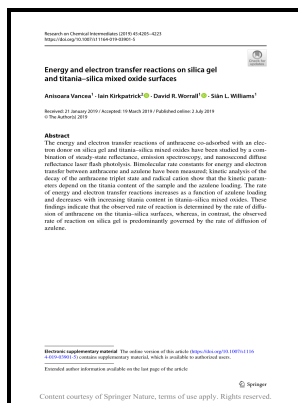 Research on Chemical Intermediates (2019) 45:4205–4223
https://doi.org/10.1007/s11164-019-03901-5
Energy and electron transfer reactions on silica gel
and titania–silica mixed oxide surfaces
Anisoara Vancea¹ · Iain Kirkpatrick² · David R. Worrall¹ · Siân L. Williams¹
Received: 21 January 2019 / Accepted: 19 March 2019 / Published online: 2 July 2019
© The Author(s) 2019
Abstract
The energy and electron transfer reactions of anthracene co-adsorbed with an elec-
tron donor on silica gel and titania–silica mixed oxides have been studied by a com-
bination of steady-state reflectance, emission spectroscopy, and nanosecond diffuse
reflectance laser flash photolysis. Bimolecular rate constants for energy and electron
transfer between anthracene and azulene have been measured; kinetic analysis of the
decay of the anthracene triplet state and radical cation show that the kinetic param-
eters depend on the titania content of the sample and the azulene loading. The rate
of energy and electron transfer reactions increases as a function of azulene loading
and decreases with increasing titania content in titania–silica mixed oxides. These
findings indicate that the observed rate of reaction is determined by the rate of diffu-
sion of anthracene on the titania–silica surfaces, whereas, in contrast, the observed
rate of reaction on silica gel is predominantly governed by the rate of diffusion of
azulene.
Electronic supplementary material The online version of this article (https://doi.org/10.1007/s1116
4-019-03901-5) contains supplementary material, which is available to authorized users.
Extended author information available on the last page of the article
Springer
Content courtesy of Springer Nature, terms of use apply. Rights reserved.